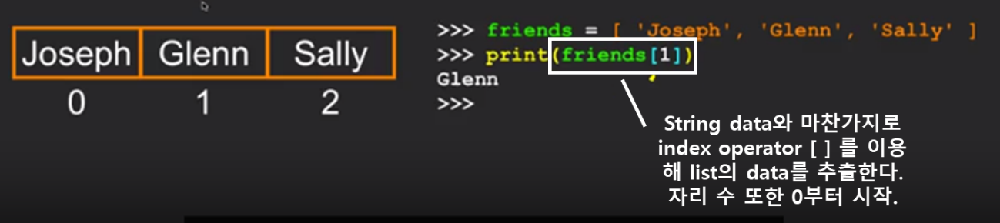 Joseph Glenn Sally
0 1 2
>>> friends = [ 'Joseph', 'Glenn', 'Sally' ]
>>> print(friends[1])
Glenn
>>>
String data와 마찬가지로
index operator [ ] 를 이용
해 list의 data를 추출한다.
자리 수 또한 0부터 시작.